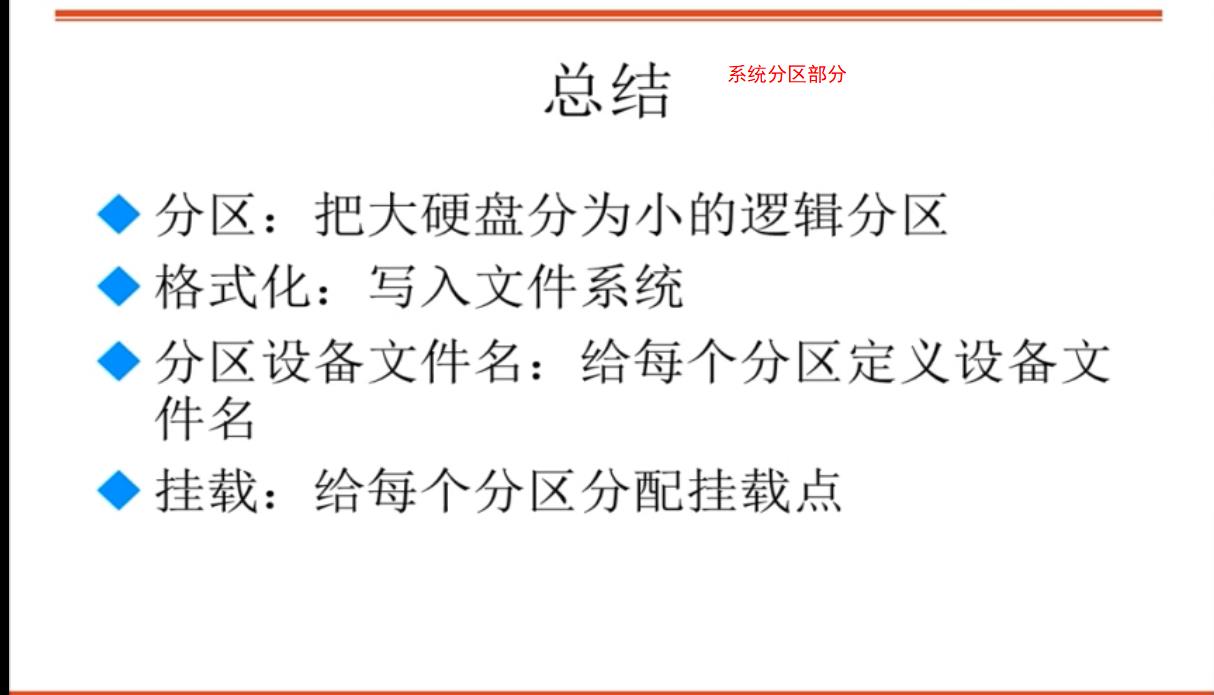 总结
系统分区部分
分区：把大硬盘分为小的逻辑分区
格式化：写入文件系统
分区设备文件名：给每个分区定义设备文
件名
挂载：给每个分区分配挂载点